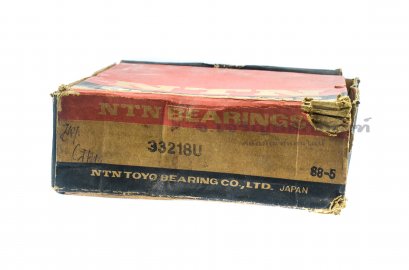 NTN BEARINGS
33218U
88-5
NTN TOYO BEARING CO., LTD. JAPAN